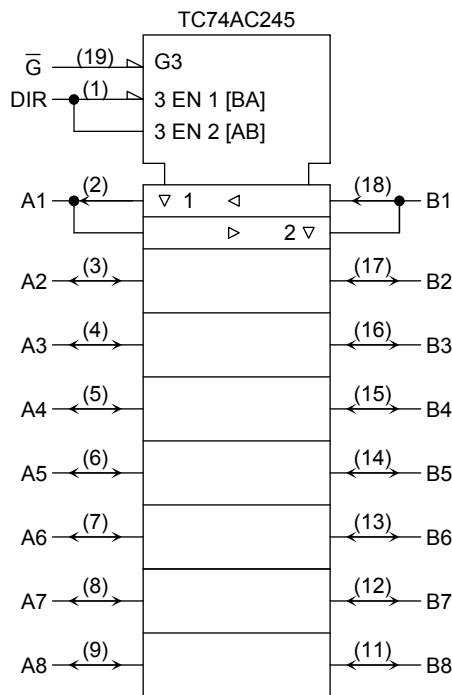 TC74AC245
G̅ (19) G3
DIR (1) 3 EN 1 [BA]
3 EN 2 [AB]
A1 (2) 1 (18) B1
2
A2 (3) (17) B2
A3 (4) (16) B3
A4 (5) (15) B4
A5 (6) (14) B5
A6 (7) (13) B6
A7 (8) (12) B7
A8 (9) (11) B8